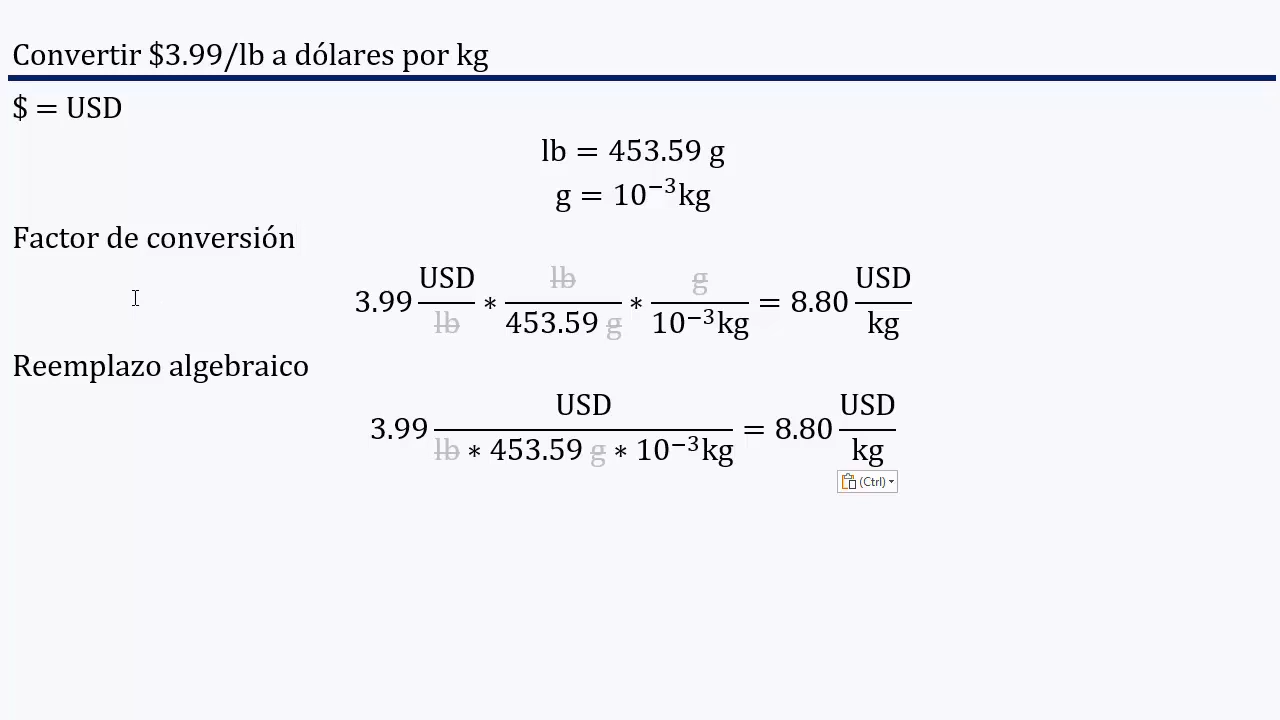 Convertir $3.99/lb a dólares por kg
$ = USD
lb = 453.59 g
g = 10⁻³kg
Factor de conversión
3.99 USD/lb * lb/453.59 g * g/10⁻³kg = 8.80 USD/kg
Reemplazo algebraico
3.99 USD/lb * 453.59 g * 10⁻³kg = 8.80 USD/kg
(Ctrl)